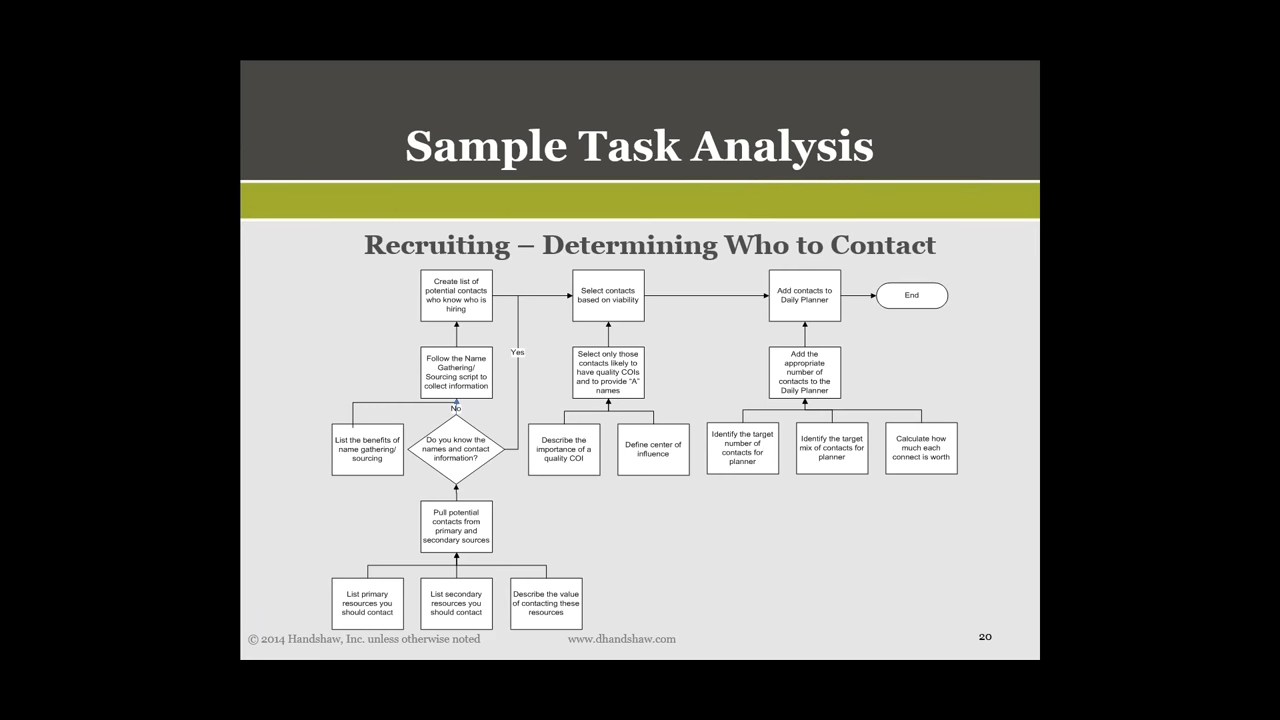 Sample Task Analysis
Recruiting – Determining Who to Contact
Create list of
potential contacts
who know who is
hiring
Select contacts
based on viability
Add contacts to
Daily Planner
End
Yes
Follow the Name
Gathering/
Sourcing script to
collect information
Select only those
contacts likely to
have quality COIs
and to provide “A”
names
Add the
appropriate
number of
contacts to the
Daily Planner
No
List the benefits of
name gathering/
sourcing
Do you know the
names and contact
information?
Describe the
importance of a
quality COI
Define center of
influence
Identify the target
number of
contacts for
planner
Identify the target
mix of contacts for
planner
Calculate how
much each
connect is worth
Pull potential
contacts from
primary and
secondary sources
List primary
resources you
should contact
List secondary
resources you
should contact
Describe the value
of contacting these
resources
© 2014 Handshaw, Inc. unless otherwise noted
www.dhandshaw.com
20